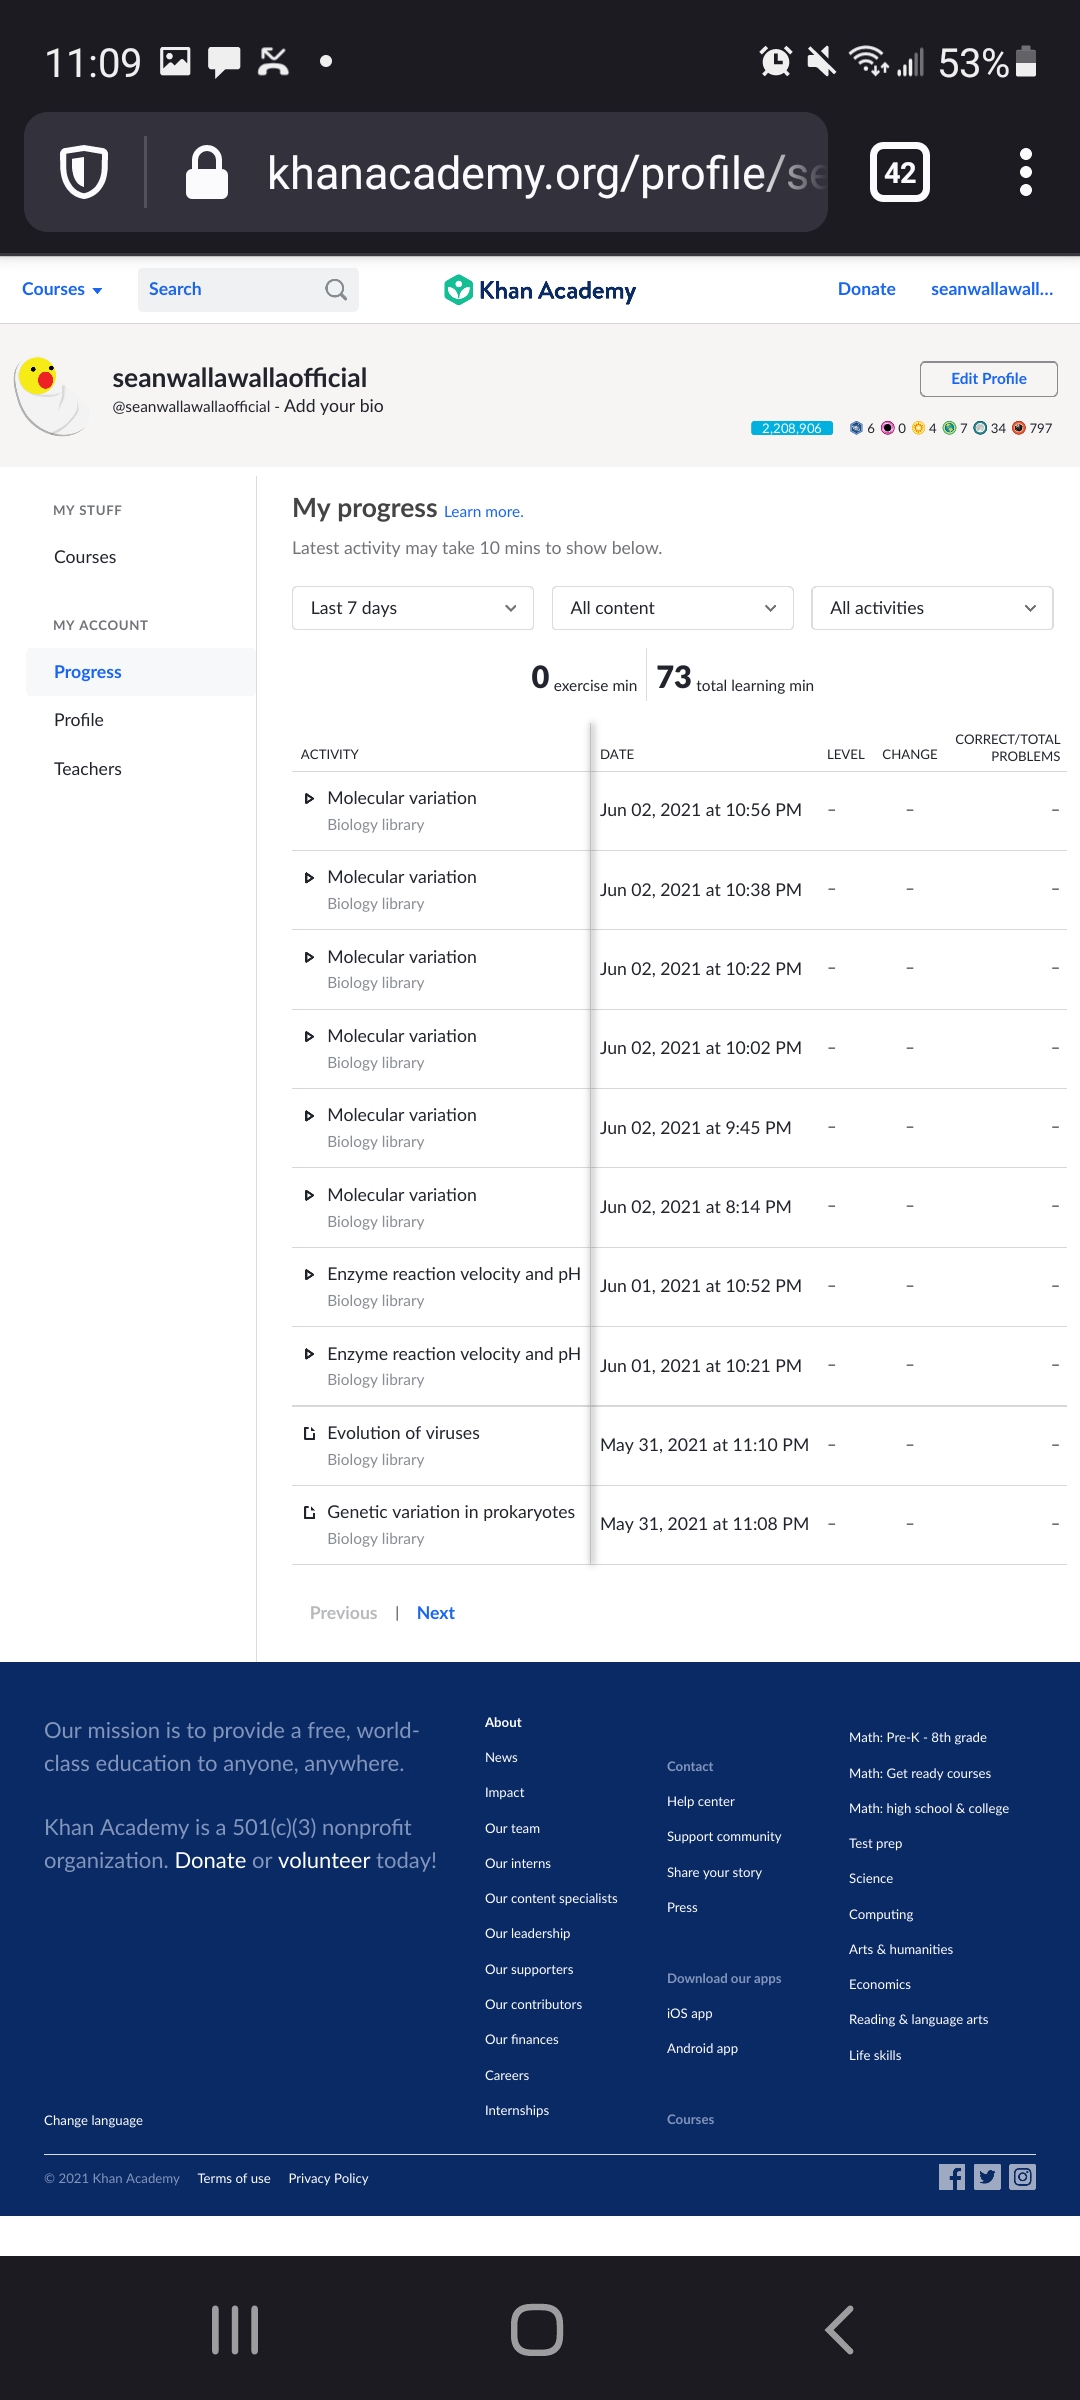 11:09
53%
khanacademy.org/profile/se
42
Courses
Search
Khan Academy
Donate
seanwallawall...
seanwallawallaofficial
@seanwallawallaofficial - Add your bio
Edit Profile
2,208,906 6 0 4 7 34 797
MY STUFF
Courses
MY ACCOUNT
Progress
Profile
Teachers
My progress Learn more.
Latest activity may take 10 mins to show below.
Last 7 days
All content
All activities
0 exercise min
73 total learning min
ACTIVITY DATE LEVEL CHANGE CORRECT/TOTAL
PROBLEMS
Molecular variation
Biology library
Jun 02, 2021 at 10:56 PM – – –
Molecular variation
Biology library
Jun 02, 2021 at 10:38 PM – – –
Molecular variation
Biology library
Jun 02, 2021 at 10:22 PM – – –
Molecular variation
Biology library
Jun 02, 2021 at 10:02 PM – – –
Molecular variation
Biology library
Jun 02, 2021 at 9:45 PM – – –
Molecular variation
Biology library
Jun 02, 2021 at 8:14 PM – – –
Enzyme reaction velocity and pH
Biology library
Jun 01, 2021 at 10:52 PM – – –
Enzyme reaction velocity and pH
Biology library
Jun 01, 2021 at 10:21 PM – – –
Evolution of viruses
Biology library
May 31, 2021 at 11:10 PM – – –
Genetic variation in prokaryotes
Biology library
May 31, 2021 at 11:08 PM – – –
Previous | Next
Our mission is to provide a free, world-
class education to anyone, anywhere.
Khan Academy is a 501(c)(3) nonprofit
organization. Donate or volunteer today!
About
News
Impact
Our team
Our interns
Our content specialists
Our leadership
Our supporters
Our contributors
Our finances
Careers
Internships
Contact
Help center
Support community
Share your story
Press
Download our apps
iOS app
Android app
Courses
Math: Pre-K - 8th grade
Math: Get ready courses
Math: high school & college
Test prep
Science
Computing
Arts & humanities
Economics
Reading & language arts
Life skills
Change language
© 2021 Khan Academy Terms of use Privacy Policy